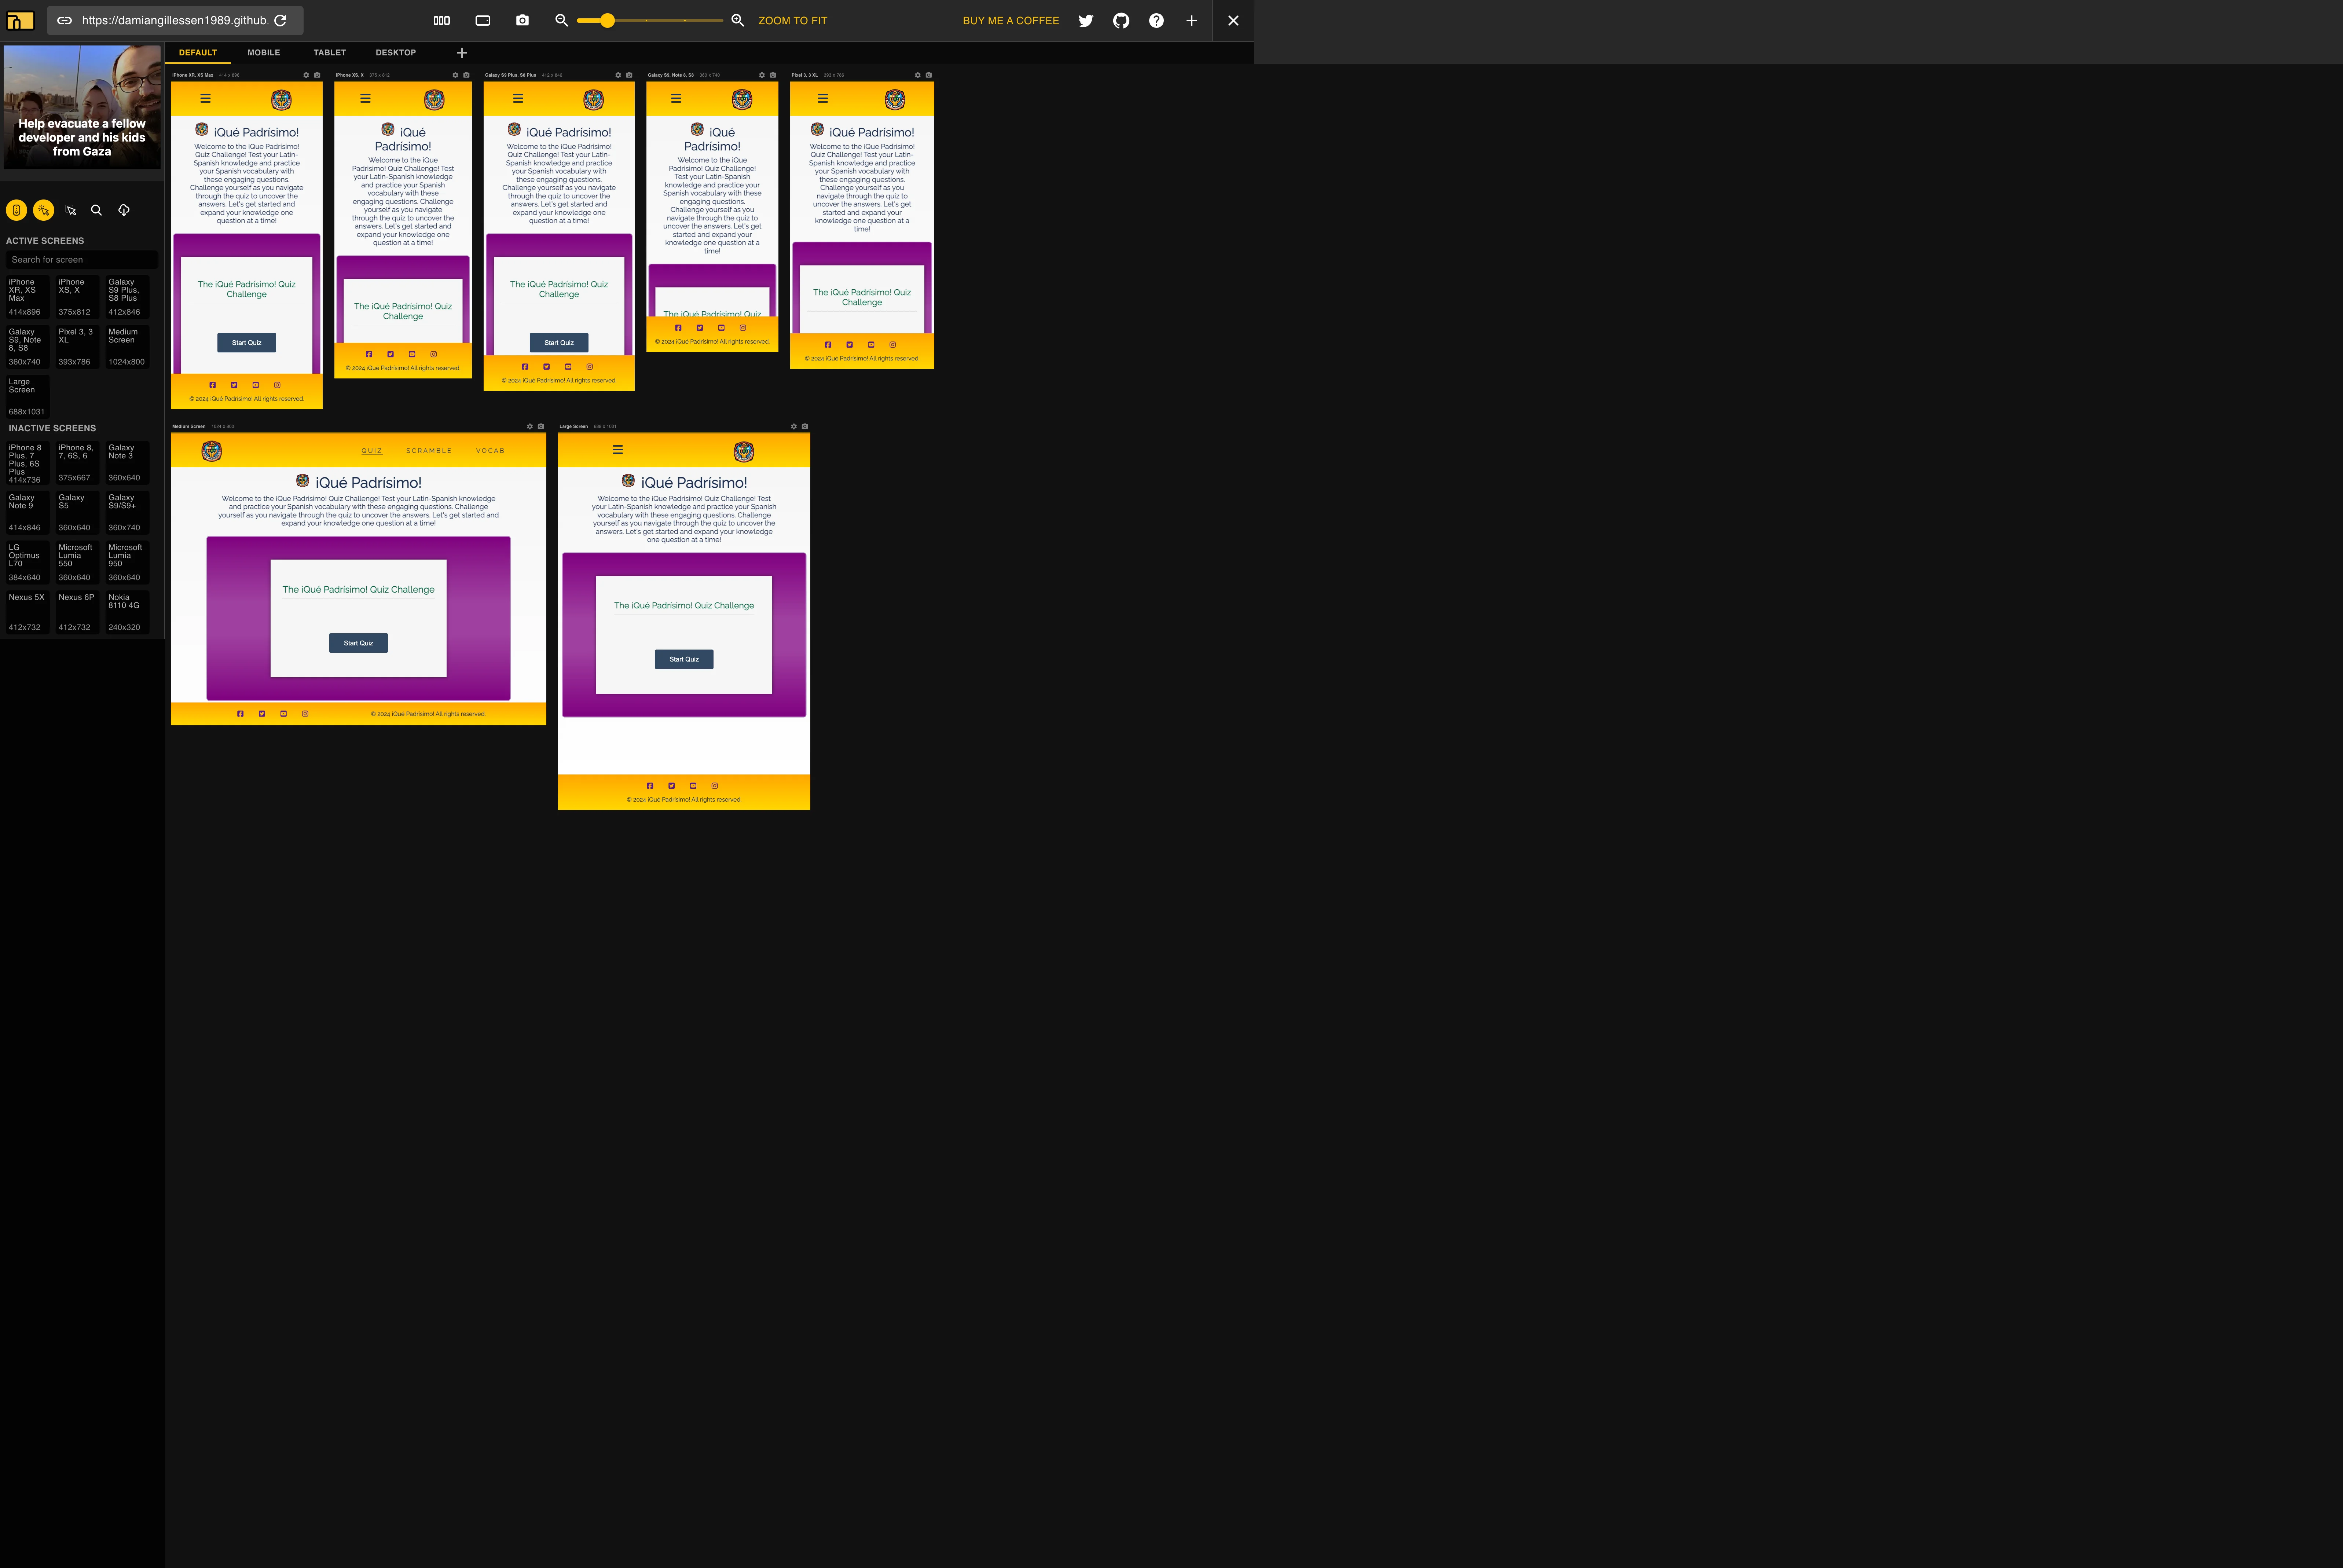 https://damiangillessen1989.github.
ZOOM TO FIT
BUY ME A COFFEE
Help evacuate a fellow
developer and his kids
from Gaza
DEFAULT
MOBILE
TABLET
DESKTOP
ACTIVE SCREENS
Search for screen
iPhone
XR, XS
Max
414x896
iPhone
XS, X
375x812
Galaxy
S9 Plus,
S8 Plus
412x846
Galaxy
S9, Note
8, S8
360x740
Pixel 3, 3
XL
393x786
Medium
Screen
1024x800
Large
Screen
688x1031
INACTIVE SCREENS
iPhone 8
Plus, 7
Plus, 6S
Plus
414x736
iPhone 8,
7, 6S, 6
375x667
Galaxy
Note 3
360x640
Galaxy
Note 9
414x846
Galaxy
S5
360x640
Galaxy
S9/S9+
360x740
LG
Optimus
L70
384x640
Microsoft
Lumia
550
360x640
Microsoft
Lumia
950
360x640
Nexus 5X
412x732
Nexus 6P
412x732
Nokia
8110 4G
240x320
iPhone XR, XS Max 414 x 896
¡Qué Padrísimo!
Welcome to the ¡Que Padrisimo!
Quiz Challenge! Test your Latin-
Spanish knowledge and practice
your Spanish vocabulary with
these engaging questions.
Challenge yourself as you navigate
through the quiz to uncover the
answers. Let's get started and
expand your knowledge one
question at a time!
The ¡Qué Padrísimo! Quiz
Challenge
Start Quiz
© 2024 ¡Qué Padrísimo! All rights reserved.
iPhone XS, X 375 x 812
¡Qué
Padrísimo!
Welcome to the ¡Que
Padrisimo! Quiz Challenge! Test
your Latin-Spanish knowledge
and practice your Spanish
vocabulary with these
engaging questions.
Challenge yourself as you navigate
through the quiz to uncover the
answers. Let's get started and
expand your knowledge one
question at a time!
The ¡Qué Padrísimo! Quiz
Challenge
© 2024 ¡Qué Padrísimo! All rights reserved.
Galaxy S9 Plus, S8 Plus 412 x 846
¡Qué Padrísimo!
Welcome to the ¡Que Padrisimo!
Quiz Challenge! Test your Latin-
Spanish knowledge and practice
your Spanish vocabulary with
these engaging questions.
Challenge yourself as you navigate
through the quiz to uncover the
answers. Let's get started and
expand your knowledge one
question at a time!
The ¡Qué Padrísimo! Quiz
Challenge
Start Quiz
© 2024 ¡Qué Padrísimo! All rights reserved.
Galaxy S9, Note 8, S8 360 x 740
¡Qué
Padrísimo!
Welcome to the ¡Que
Padrisimo! Quiz Challenge!
Test your Latin-Spanish
knowledge and practice your
Spanish vocabulary with these
engaging questions.
Challenge yourself as you
navigate through the quiz to
uncover the answers. Let's get
started and expand your
knowledge one question at a
time!
The ¡Qué Padrísimo! Quiz
© 2024 ¡Qué Padrísimo! All rights reserved.
Pixel 3, 3 XL 393 x 786
¡Qué Padrísimo!
Welcome to the ¡Que Padrisimo!
Quiz Challenge! Test your Latin-
Spanish knowledge and practice
your Spanish vocabulary with
these engaging questions.
Challenge yourself as you
navigate through the quiz to
uncover the answers. Let's get
started and expand your
knowledge one question at a
time!
The ¡Qué Padrísimo! Quiz
Challenge
© 2024 ¡Qué Padrísimo! All rights reserved.
Medium Screen 1024 x 800
QUIZ
SCRAMBLE
VOCAB
¡Qué Padrísimo!
Welcome to the ¡Que Padrisimo! Quiz Challenge! Test your Latin-Spanish knowledge
and practice your Spanish vocabulary with these engaging questions. Challenge
yourself as you navigate through the quiz to uncover the answers. Let's get started and
expand your knowledge one question at a time!
The ¡Qué Padrísimo! Quiz Challenge
Start Quiz
© 2024 ¡Qué Padrísimo! All rights reserved.
Large Screen 688 x 1031
¡Qué Padrísimo!
Welcome to the ¡Que Padrisimo! Quiz Challenge! Test
your Latin-Spanish knowledge and practice your Spanish
vocabulary with these engaging questions. Challenge
yourself as you navigate through the quiz to uncover the
answers. Let's get started and expand your knowledge
one question at a time!
The ¡Qué Padrísimo! Quiz Challenge
Start Quiz
© 2024 ¡Qué Padrísimo! All rights reserved.